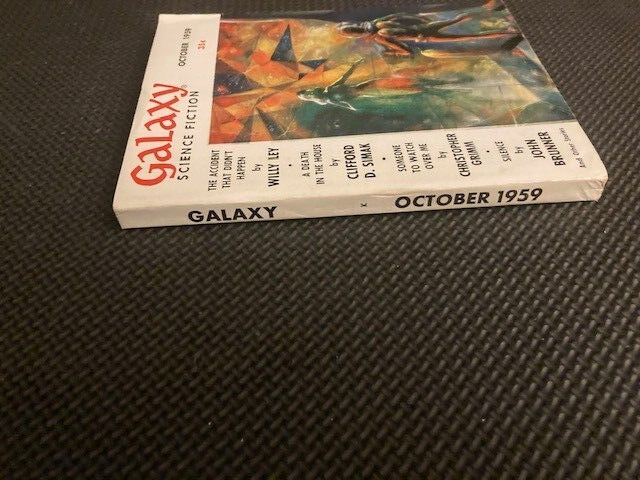 Galaxy
SCIENCE FICTION
OCTOBER 1959
35¢
THE ACCIDENT
THAT DIDN'T
HAPPEN
by
WILLY LEY
•
A DEATH
IN THE HOUSE
by
CLIFFORD
D. SIMAK
•
SOMEONE
TO WATCH
OVER ME
by
CHRISTOPHER
GRIMM
•
SILENCE
by
JOHN
BRUNNER
And Other Stories
GALAXY
OCTOBER 1959